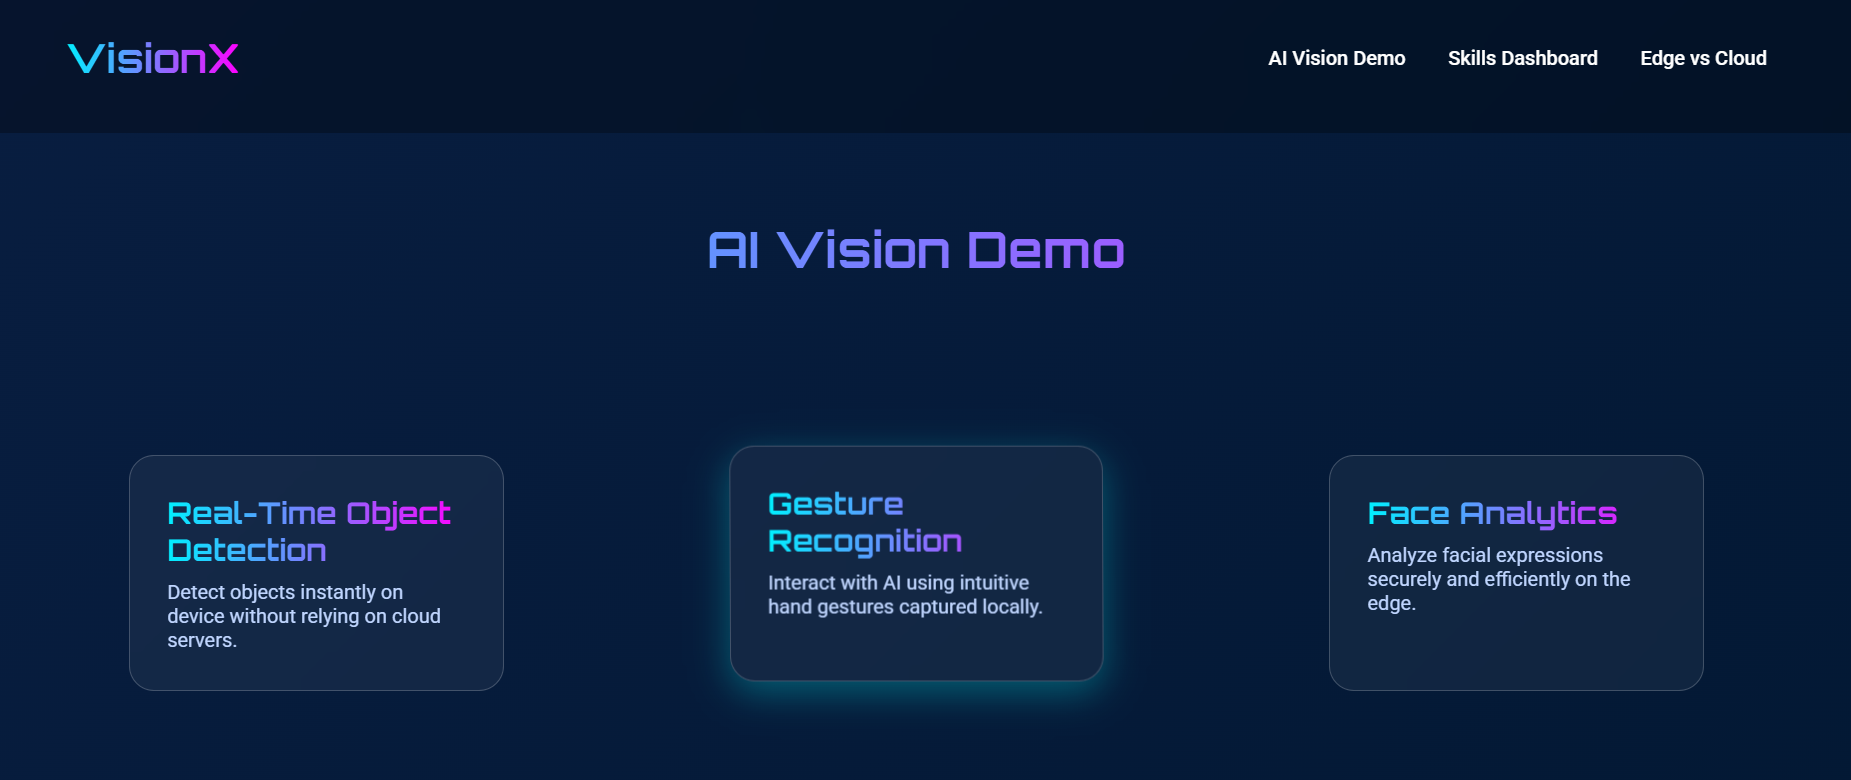 VisionX
AI Vision Demo
Skills Dashboard
Edge vs Cloud
AI Vision Demo
Real-Time Object
Detection
Detect objects instantly on
device without relying on cloud
servers.
Gesture
Recognition
Interact with AI using intuitive
hand gestures captured locally.
Face Analytics
Analyze facial expressions
securely and efficiently on the
edge.